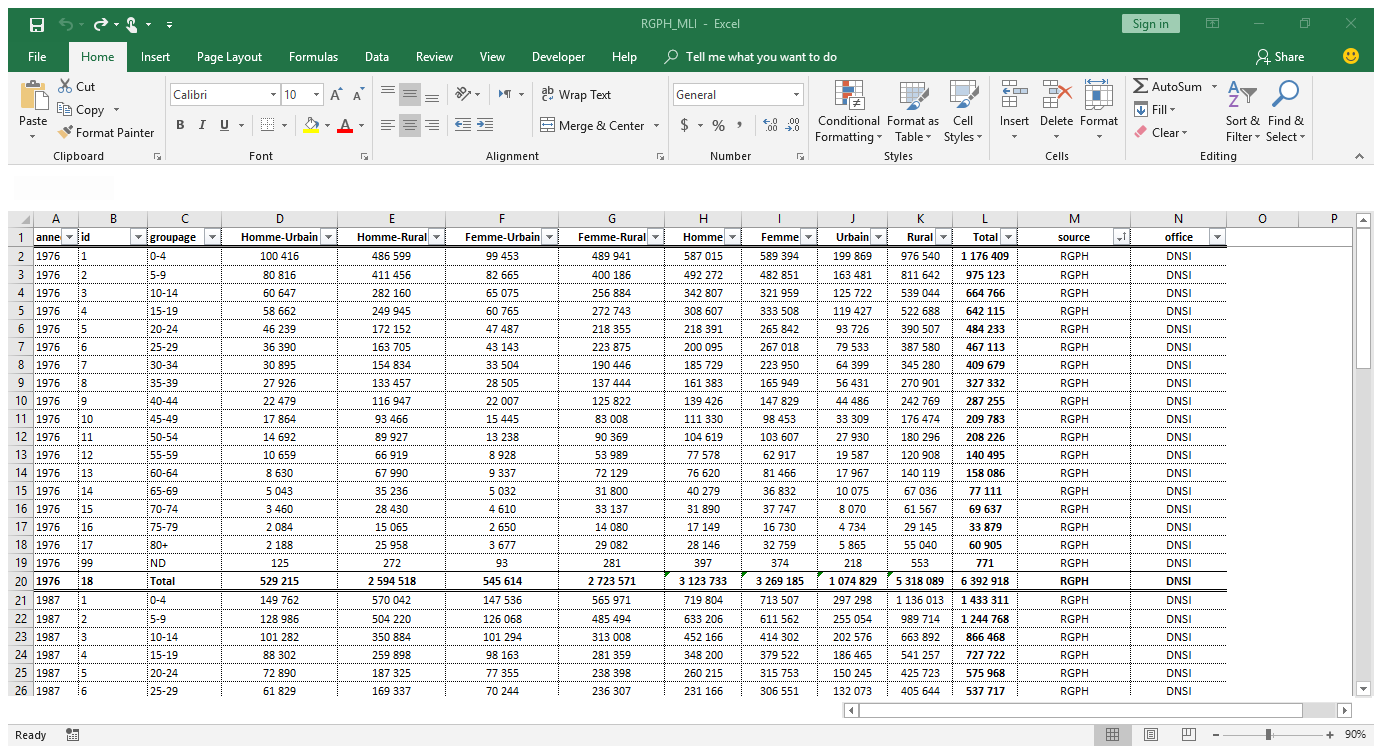 RGPH_MLI - Excel
Sign in
File Home Insert Page Layout Formulas Data Review View Developer Help Tell me what you want to do Share
Cut
Copy
Format Painter
Paste
Clipboard
Calibri 10
B I U
Font
Wrap Text
Merge & Center
Alignment
General
$ % ,
Number
Conditional Formatting
Format as Table
Cell Styles
Styles
Insert Delete Format
Cells
AutoSum
Fill
Clear
Sort & Filter
Find & Select
Editing
A B C D E F G H I J K L M N O P
1 anne id groupage Homme-Urbain Homme-Rural Femme-Urbain Femme-Rural Homme Femme Urbain Rural Total source office
2 1976 1 0-4 100 416 486 599 99 453 489 941 587 015 589 394 199 869 976 540 1 176 409 RGPH DNSI
3 1976 2 5-9 80 816 411 456 82 665 400 186 492 272 482 851 163 481 811 642 975 123 RGPH DNSI
4 1976 3 10-14 60 647 282 160 65 075 256 884 342 807 321 959 125 722 539 044 664 766 RGPH DNSI
5 1976 4 15-19 58 662 249 945 60 765 272 743 308 607 333 508 119 427 522 688 642 115 RGPH DNSI
6 1976 5 20-24 46 239 172 152 47 487 218 355 218 391 265 842 93 726 390 507 484 233 RGPH DNSI
7 1976 6 25-29 36 390 163 705 43 143 223 875 200 095 267 018 79 533 387 580 467 113 RGPH DNSI
8 1976 7 30-34 30 895 154 834 33 504 190 446 185 729 223 950 64 399 345 280 409 679 RGPH DNSI
9 1976 8 35-39 27 926 133 457 28 505 137 444 161 383 165 949 56 431 270 901 327 332 RGPH DNSI
10 1976 9 40-44 22 479 116 947 22 007 125 822 139 426 147 829 44 486 242 769 287 255 RGPH DNSI
11 1976 10 45-49 17 864 93 466 15 445 83 008 111 330 98 453 33 309 176 474 209 783 RGPH DNSI
12 1976 11 50-54 14 692 89 927 13 238 90 369 104 619 103 607 27 930 180 296 208 226 RGPH DNSI
13 1976 12 55-59 10 659 66 919 8 928 53 989 77 578 62 917 19 587 120 908 140 495 RGPH DNSI
14 1976 13 60-64 8 630 67 990 9 337 72 129 76 620 81 466 17 967 140 119 158 086 RGPH DNSI
15 1976 14 65-69 5 043 35 236 5 032 31 800 40 279 36 832 10 075 67 036 77 111 RGPH DNSI
16 1976 15 70-74 3 460 28 430 4 610 33 137 31 890 37 747 8 070 61 567 69 637 RGPH DNSI
17 1976 16 75-79 2 084 15 065 2 650 14 080 17 149 16 730 4 734 29 145 33 879 RGPH DNSI
18 1976 17 80+ 2 188 25 958 3 677 29 082 28 146 32 759 5 865 55 040 60 905 RGPH DNSI
19 1976 99 ND 125 272 93 281 397 374 218 553 771 RGPH DNSI
20 1976 18 Total 529 215 2 594 518 545 614 2 723 571 3 123 733 3 269 185 1 074 829 5 318 089 6 392 918 RGPH DNSI
21 1987 1 0-4 149 762 570 042 147 536 565 971 719 804 713 507 297 298 1 136 013 1 433 311 RGPH DNSI
22 1987 2 5-9 128 986 504 220 126 068 485 494 633 206 611 562 255 054 989 714 1 244 768 RGPH DNSI
23 1987 3 10-14 101 282 350 884 101 294 313 008 452 166 414 302 202 576 663 892 866 468 RGPH DNSI
24 1987 4 15-19 88 302 259 898 98 163 281 359 348 200 379 522 186 465 541 257 727 722 RGPH DNSI
25 1987 5 20-24 72 890 187 325 77 355 238 398 260 215 315 753 150 245 425 723 575 968 RGPH DNSI
26 1987 6 25-29 61 829 169 337 70 244 236 307 231 166 306 551 132 073 405 644 537 717 RGPH DNSI
Ready 90%